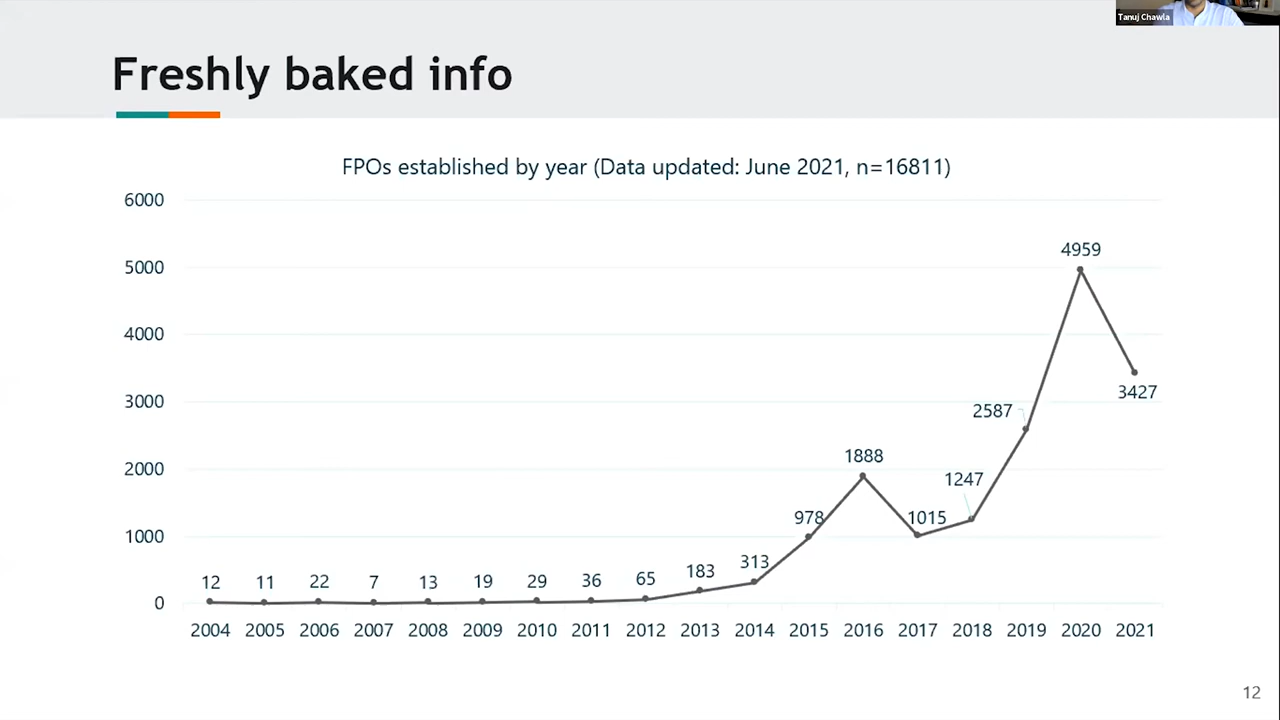 Tanuj Chawla
Freshly baked info
FPOs established by year (Data updated: June 2021, n=16811)
6000
5000
4000
3000
2000
1000
0
12 11 22 7 13 19 29 36 65 183 313 978 1888 1015 1247 2587 4959 3427
2004 2005 2006 2007 2008 2009 2010 2011 2012 2013 2014 2015 2016 2017 2018 2019 2020 2021
12